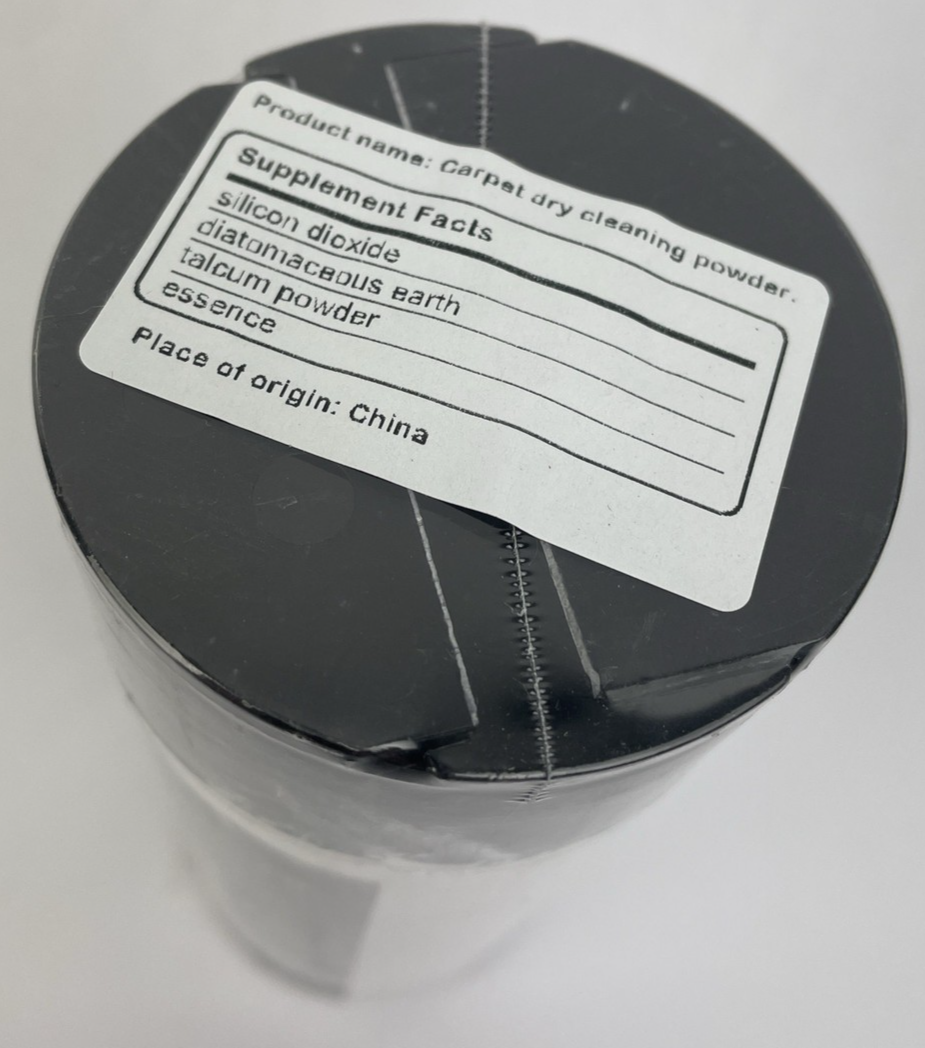 Product name: Carpet dry cleaning powder.
Supplement Facts
silicon dioxide
diatomaceous earth
talcum powder
essence
Place of origin: China